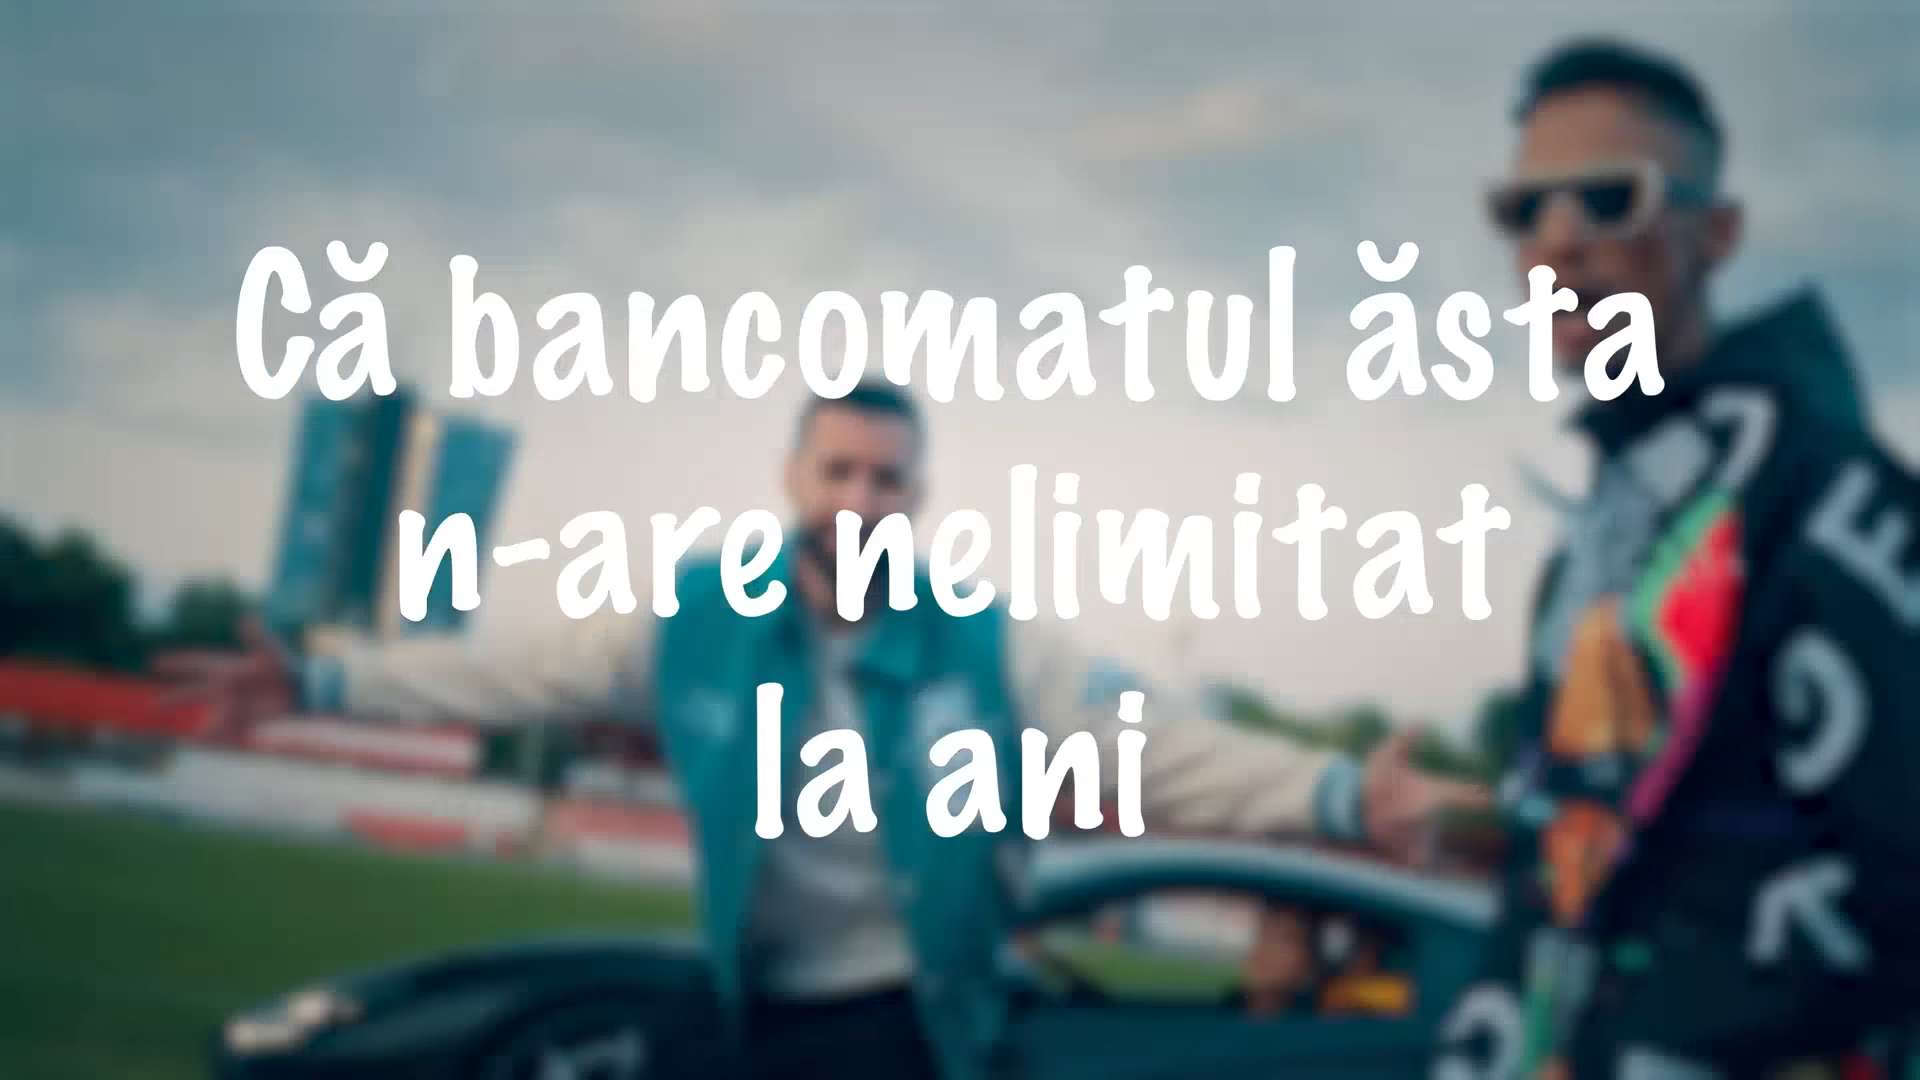 Că bancomatul ăsta
n-are nelimitat
la ani